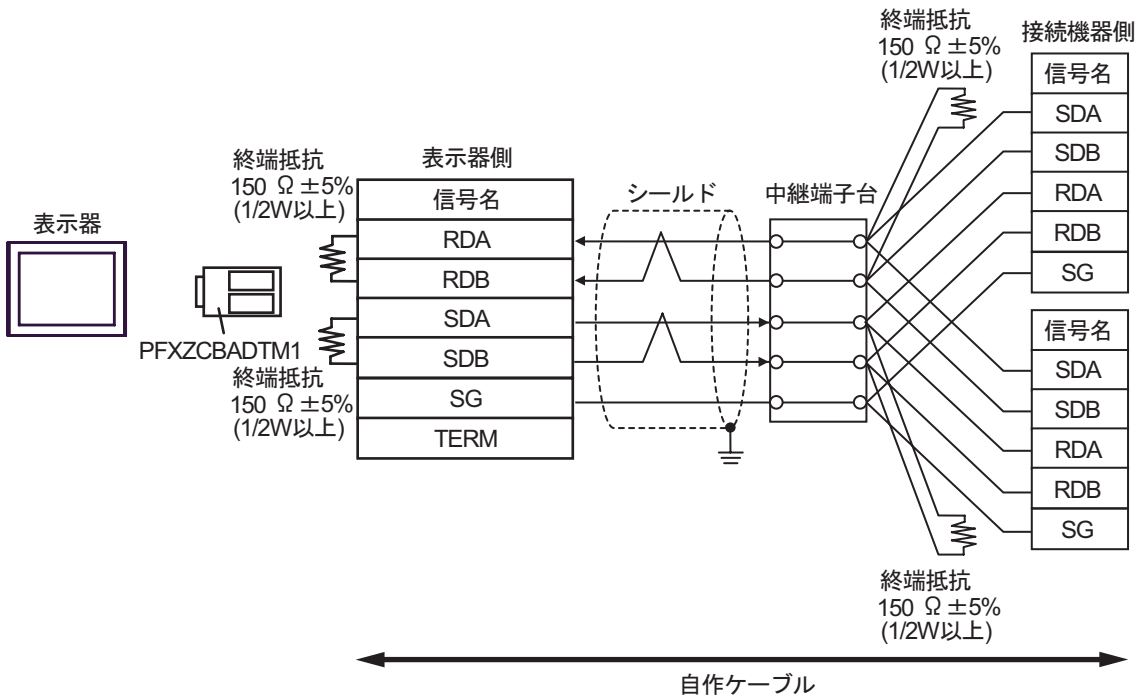 表示器
PFXZCBADTM1
終端抵抗
150 Ω ±5%
(1/2W以上)
終端抵抗
150 Ω ±5%
(1/2W以上)
表示器側
信号名
RDA
RDB
SDA
SDB
SG
TERM
シールド
中継端子台
終端抵抗
150 Ω ±5%
(1/2W以上)
接続機器側
信号名
SDA
SDB
RDA
RDB
SG
信号名
SDA
SDB
RDA
RDB
SG
終端抵抗
150 Ω ±5%
(1/2W以上)
自作ケーブル